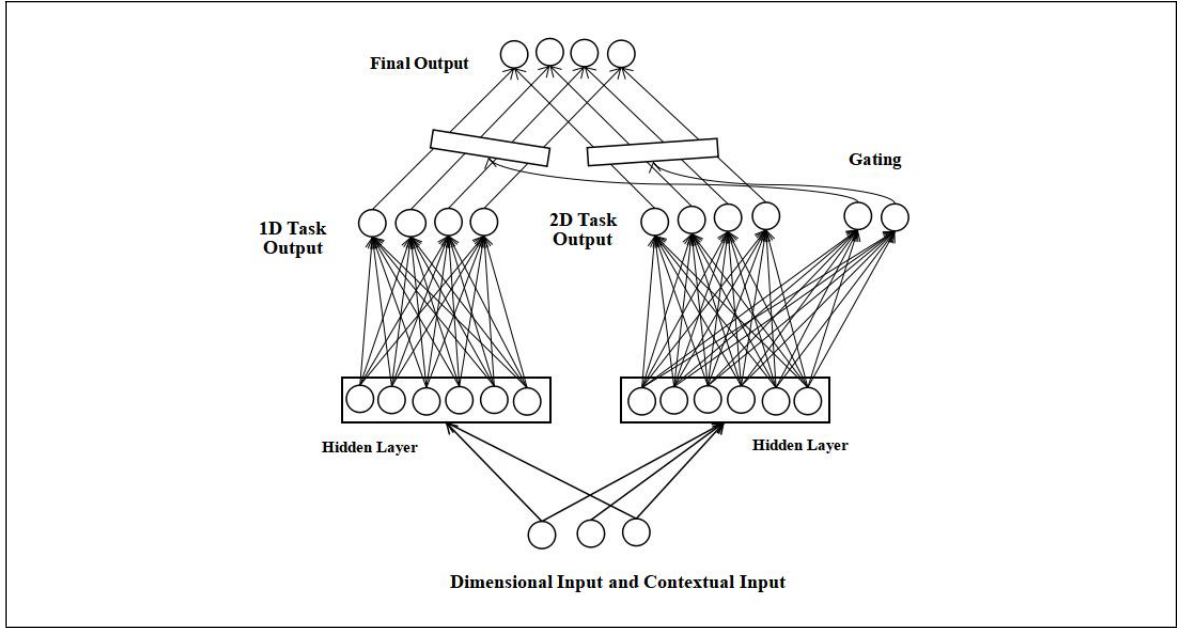 Final Output
Gating
1D Task
Output
2D Task
Output
Hidden Layer
Hidden Layer
Dimensional Input and Contextual Input